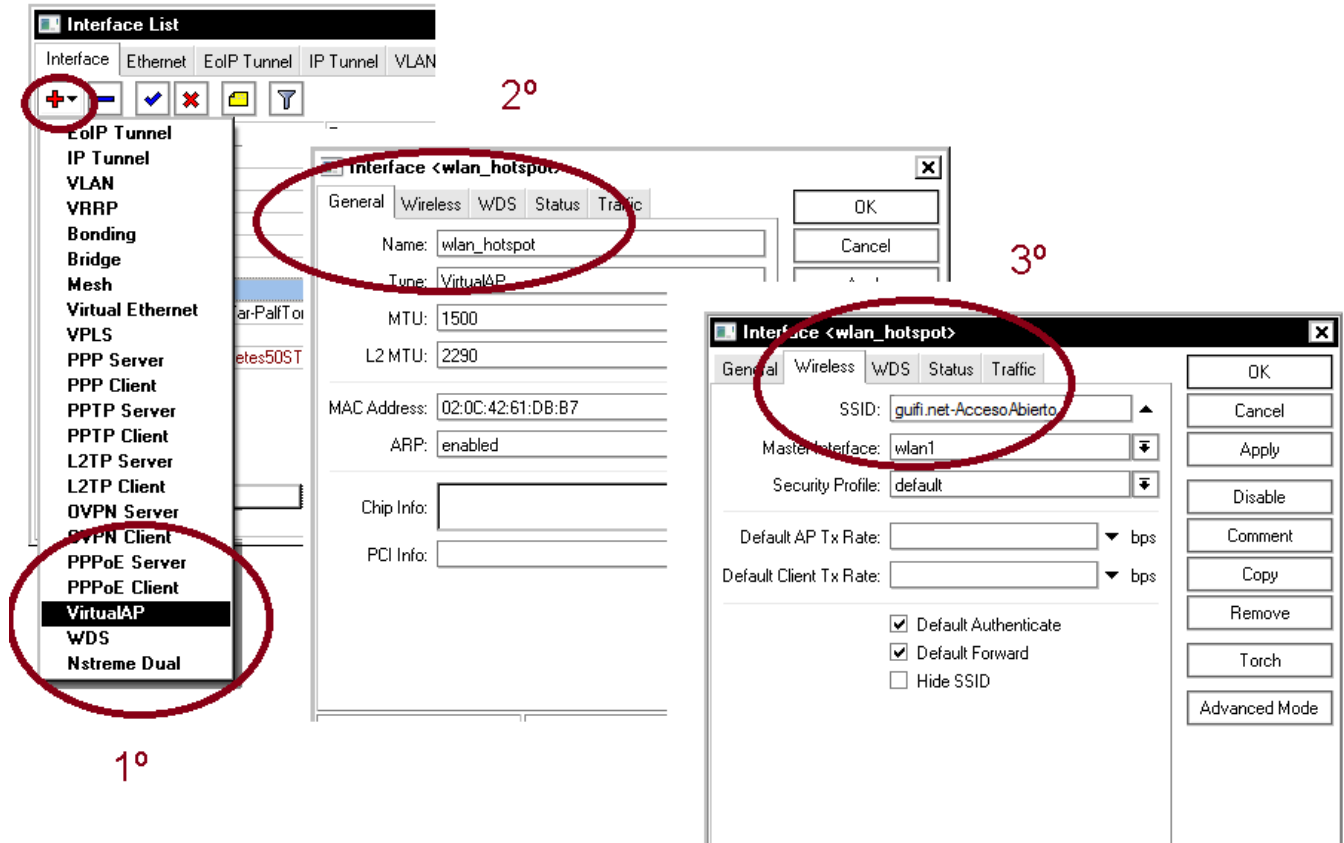 Interface List
Interface Ethernet EoIP Tunnel IP Tunnel VLAN
EoIP Tunnel
IP Tunnel
VLAN
VRRP
Bonding
Bridge
Mesh
Virtual Ethernet
VPLS
PPP Server
PPP Client
PPTP Server
PPTP Client
L2TP Server
L2TP Client
OVPN Server
OVPN Client
PPPoE Server
PPPoE Client
VirtualAP
WDS
Nstreme Dual
ar-PalfTor
etes50ST
1º
2º
Interface <wlan_hotspot>
General Wireless WDS Status Traffic
Name: wlan_hotspot
Type: VirtualAP
MTU: 1500
L2 MTU: 2290
MAC Address: 02:0C:42:61:DB:B7
ARP: enabled
Chip Info:
PCI Info:
OK
Cancel
3º
Interface <wlan_hotspot>
General Wireless WDS Status Traffic
SSID: guifi.net-AccesoAbierto
Master Interface: wlan1
Security Profile: default
Default AP Tx Rate: bps
Default Client Tx Rate: bps
Default Authenticate
Default Forward
Hide SSID
OK
Cancel
Apply
Disable
Comment
Copy
Remove
Torch
Advanced Mode